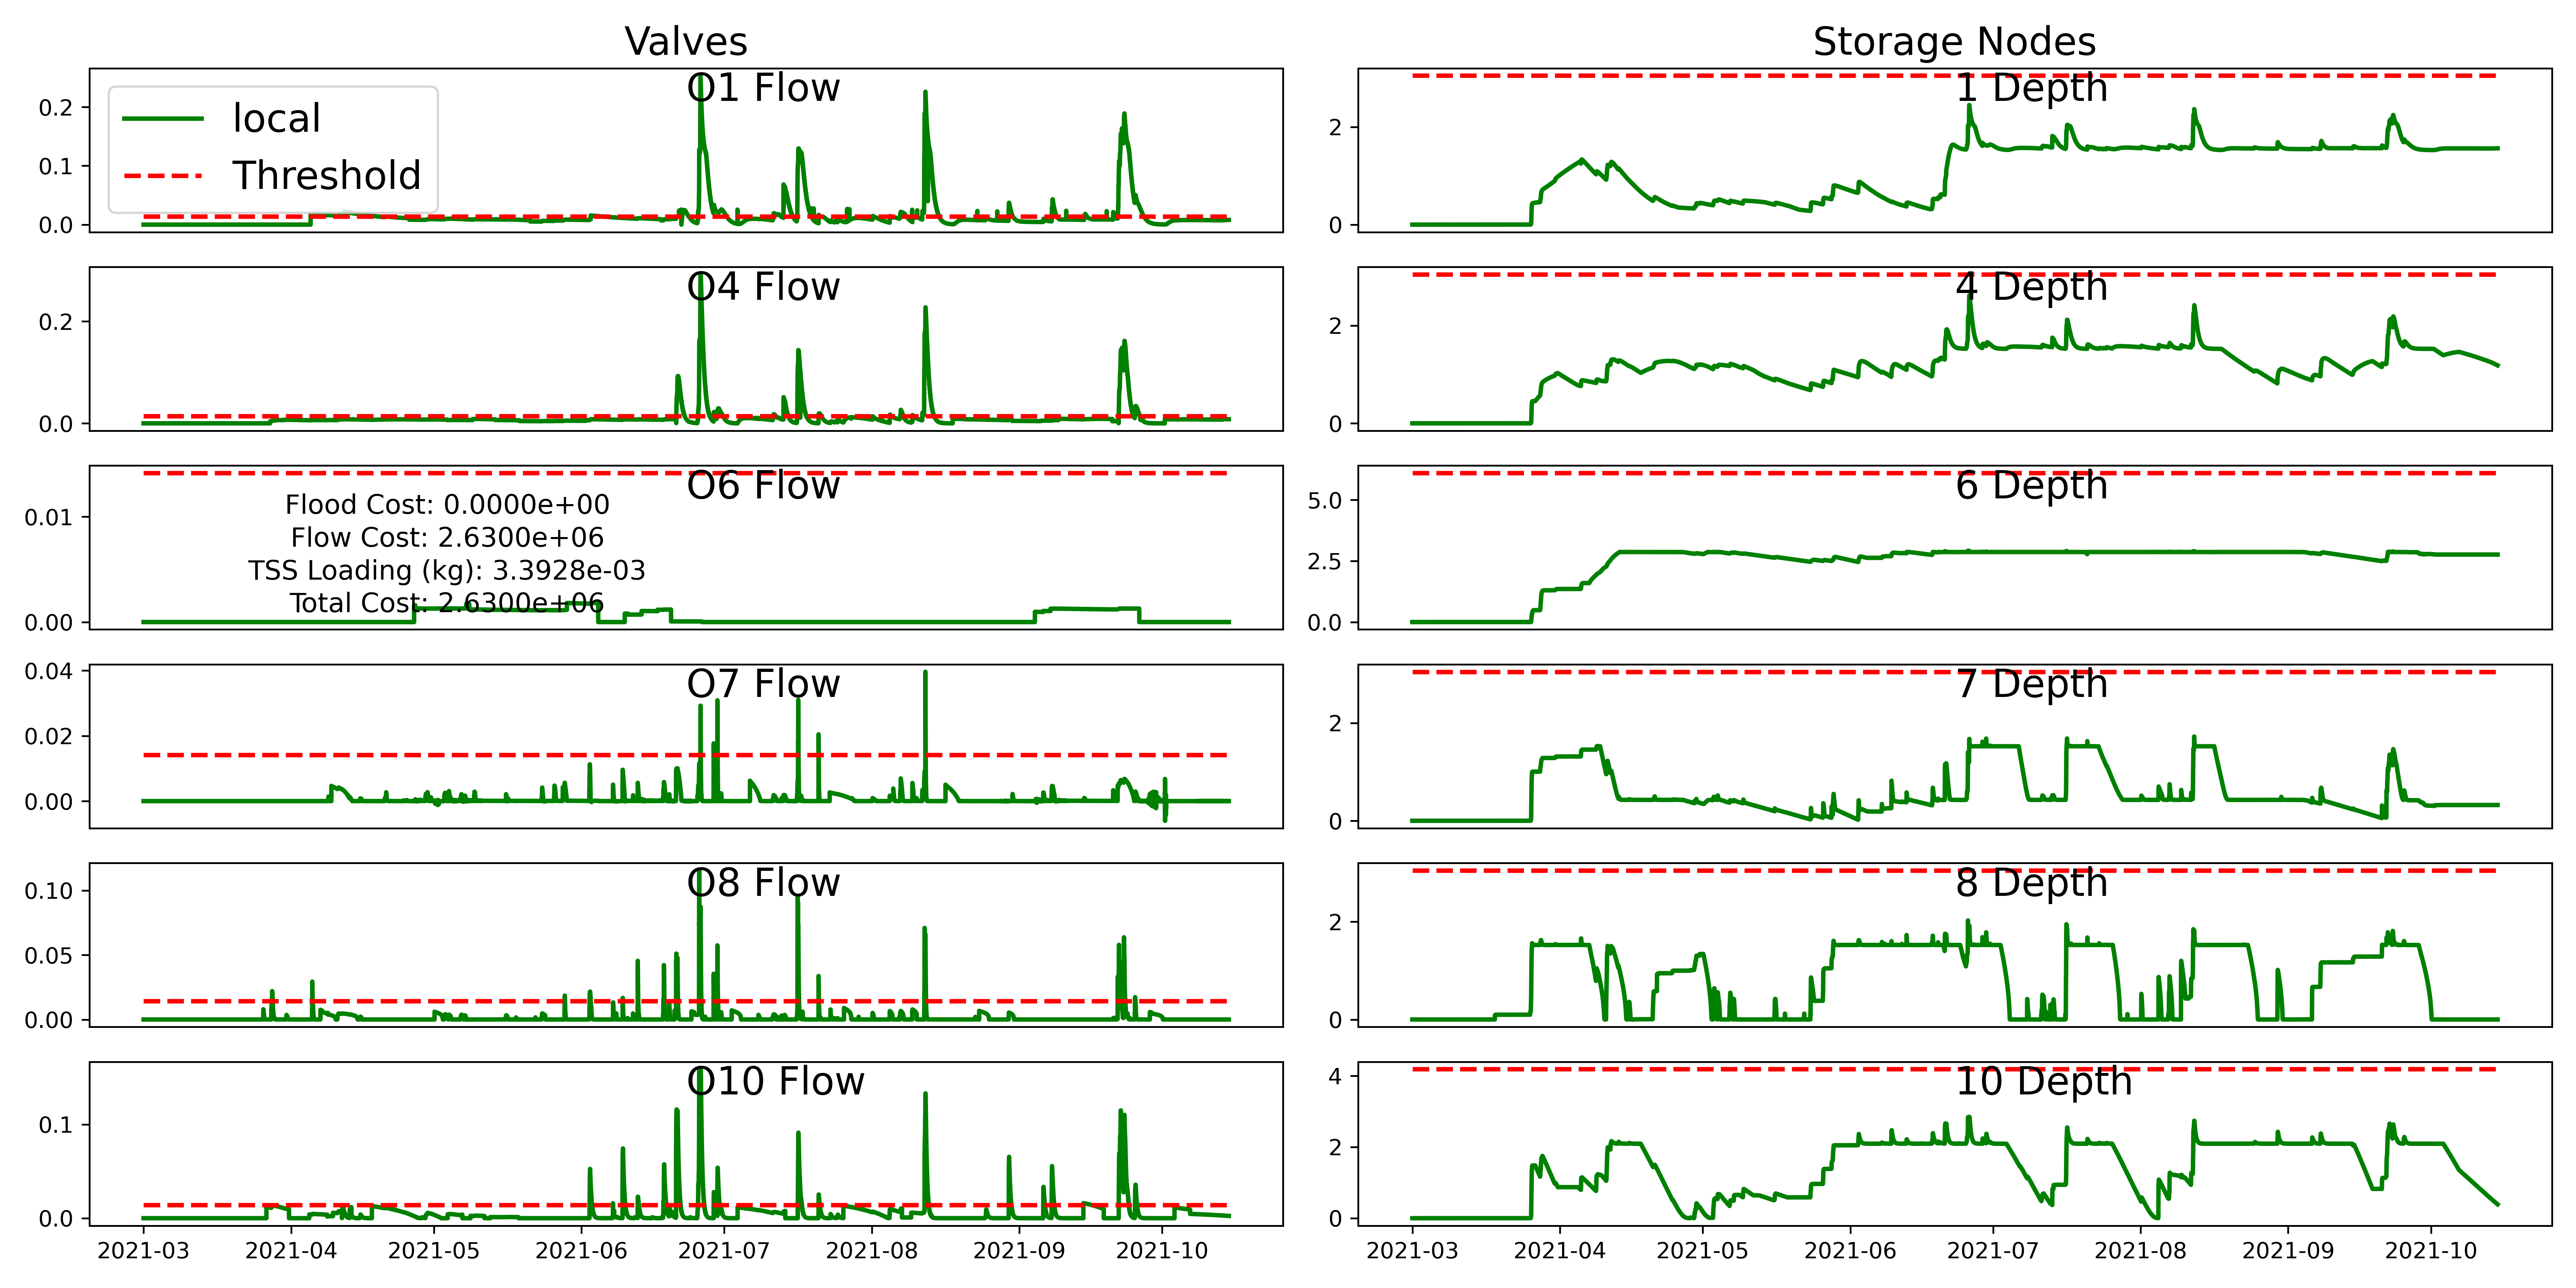 Valves
Storage Nodes
O1 Flow
local
Threshold
0.2
0.1
0.0
1 Depth
2
0
O4 Flow
0.2
0.0
4 Depth
2
0
O6 Flow
0.01
0.00
Flood Cost: 0.0000e+00
Flow Cost: 2.6300e+06
TSS Loading (kg): 3.3928e-03
Total Cost: 2.6300e+06
6 Depth
5.0
2.5
0.0
O7 Flow
0.04
0.02
0.00
7 Depth
2
0
O8 Flow
0.10
0.05
0.00
8 Depth
2
0
O10 Flow
0.1
0.0
2021-03 2021-04 2021-05 2021-06 2021-07 2021-08 2021-09 2021-10
10 Depth
4
2
0
2021-03 2021-04 2021-05 2021-06 2021-07 2021-08 2021-09 2021-10